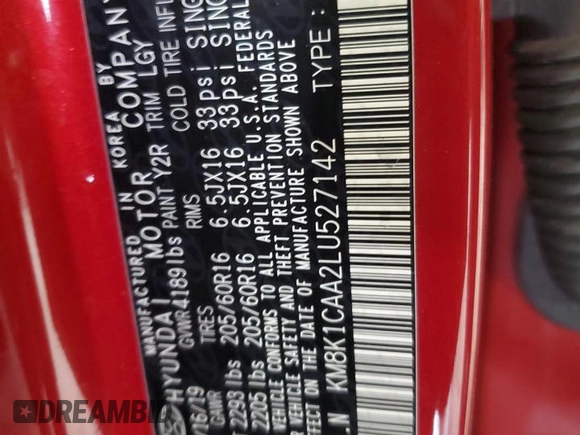 MANUFACTURED IN KOREA BY
HYUNDAI MOTOR COMPANY
16/19 GVWR 4189 lbs PAINT Y2R TRIM LGY
GAWR TIRES RIMS COLD TIRE INF
2293 lbs 205/60R16 6.5JX16 33psi SING
2205 lbs 205/60R16 6.5JX16 33psi SING
VEHICLE CONFORMS TO ALL APPLICABLE U.S.A. FEDERAL
VEHICLE SAFETY AND THEFT PREVENTION STANDARDS
ON THE DATE OF MANUFACTURE SHOWN ABOVE
.N KM8K1CAA2LU527142 TYPE:
DREAMBID